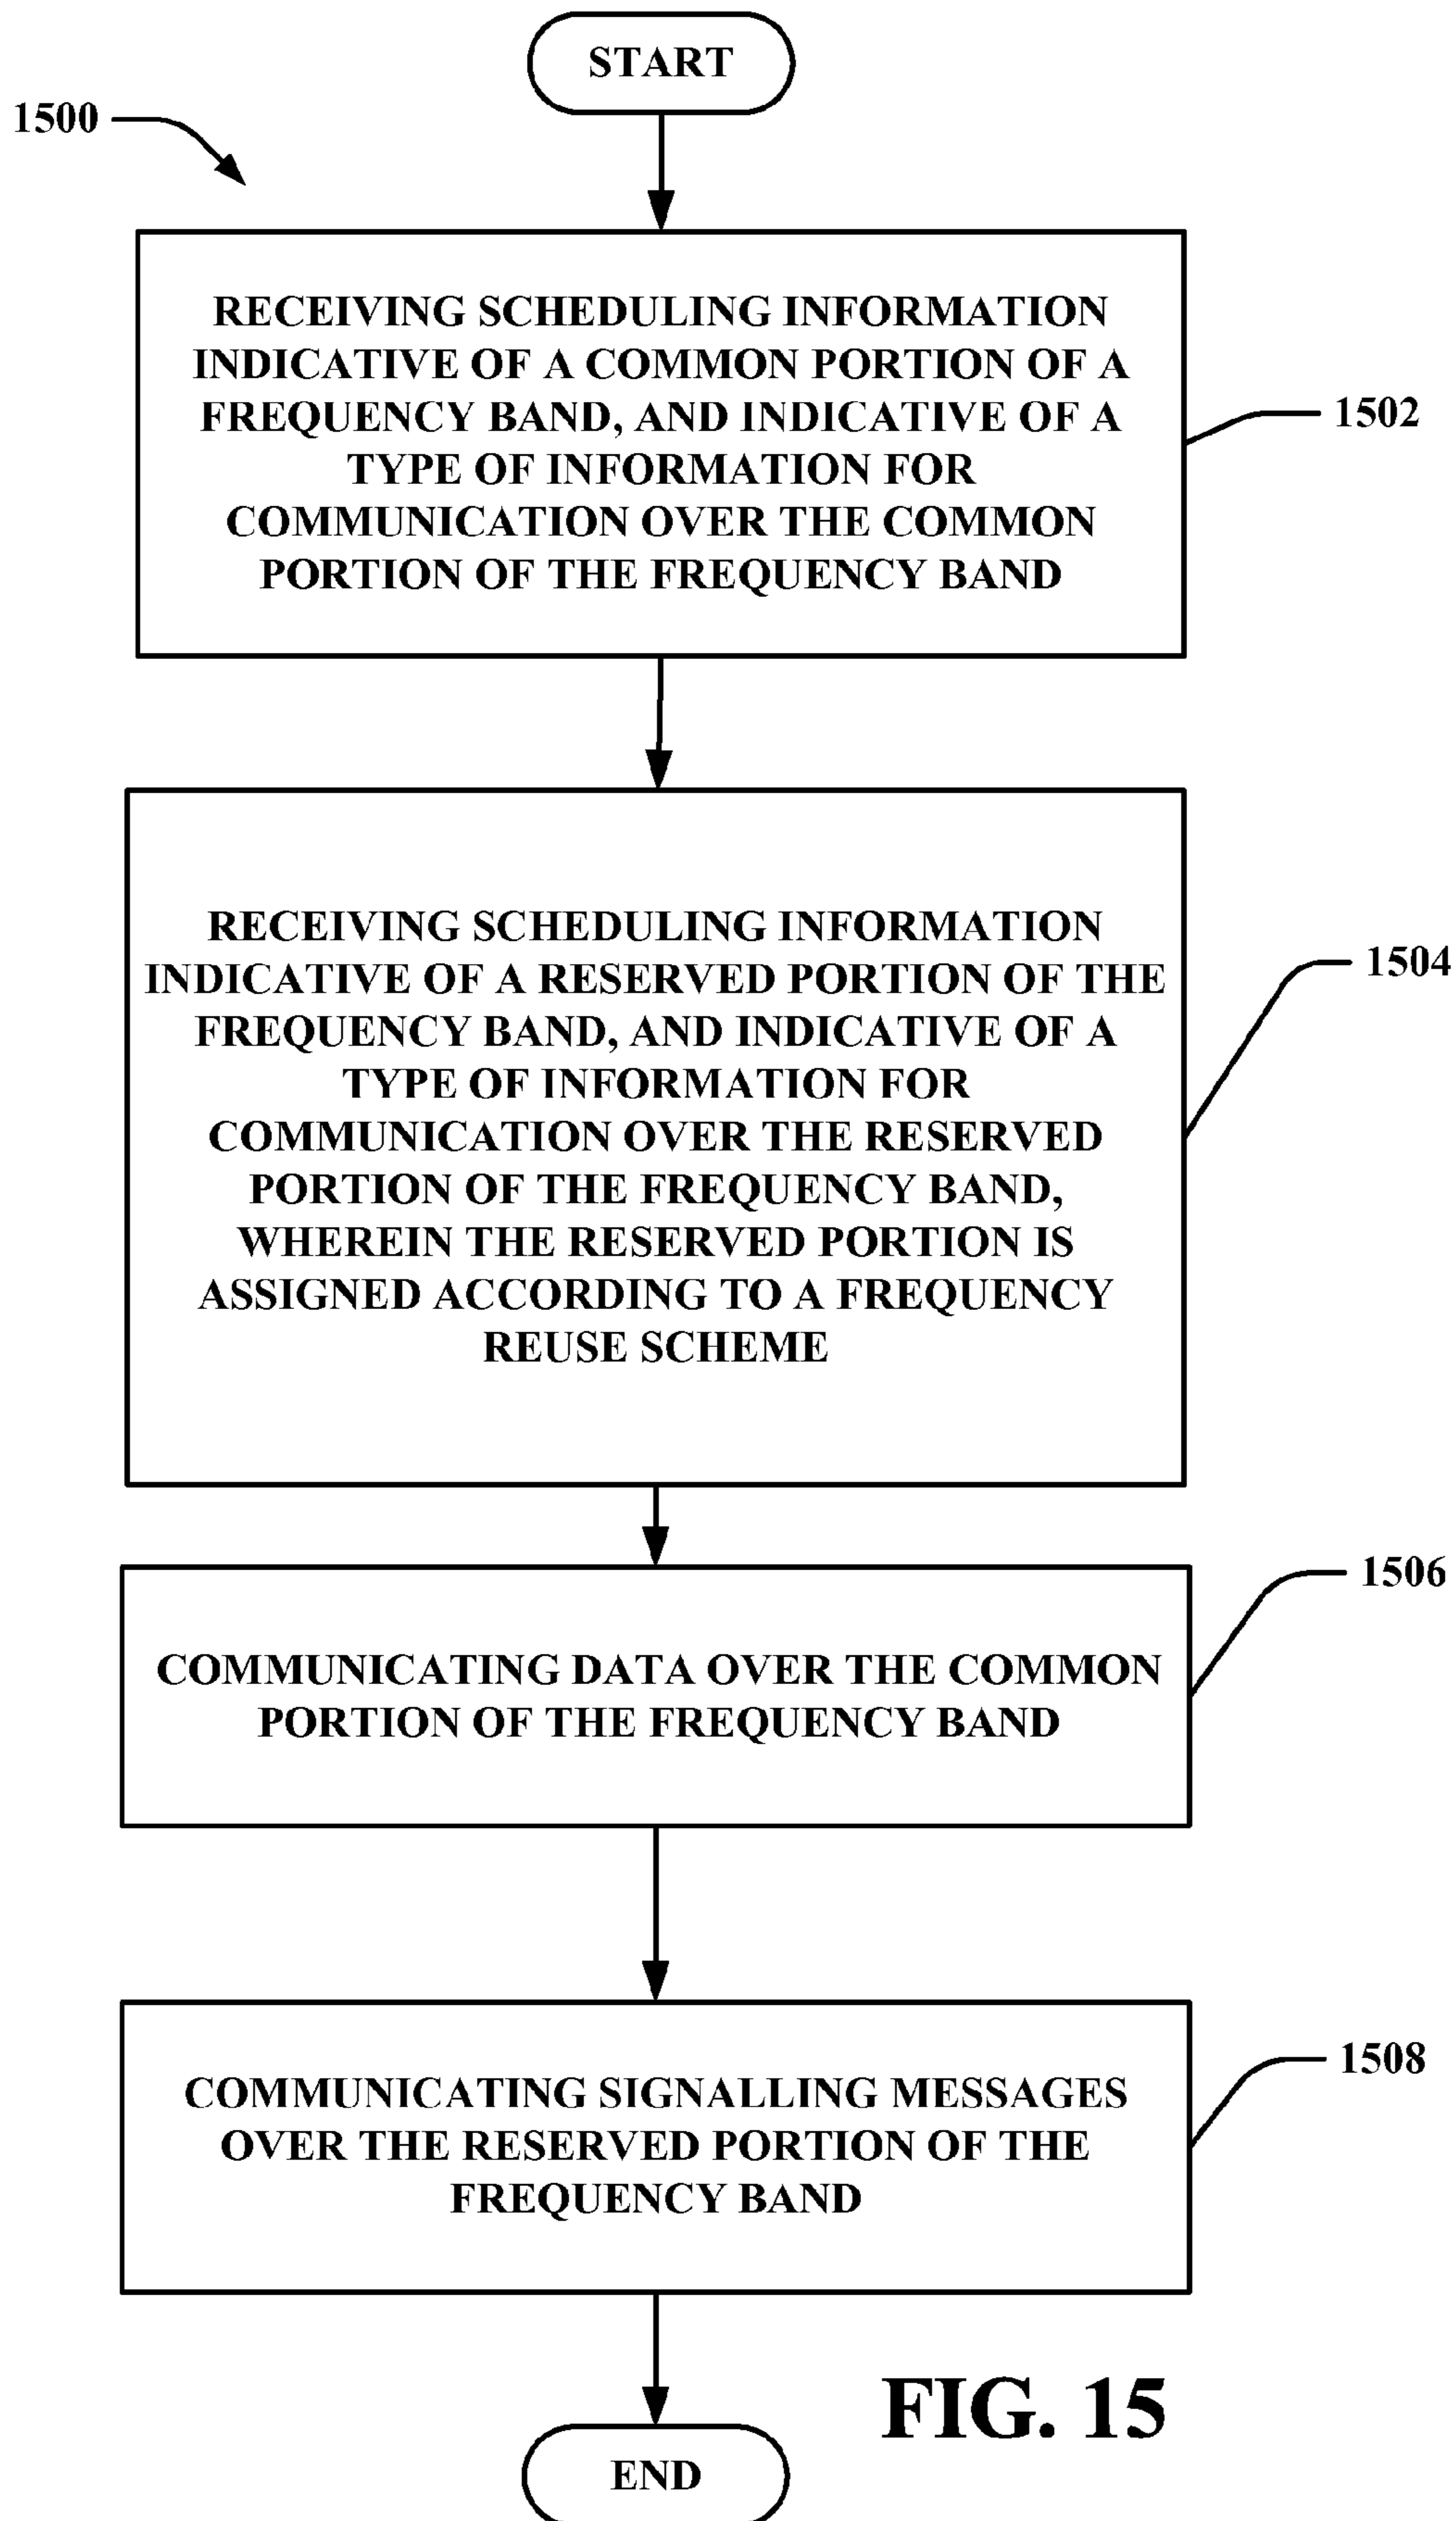 START
1500
RECEIVING SCHEDULING INFORMATION
INDICATIVE OF A COMMON PORTION OF A
FREQUENCY BAND, AND INDICATIVE OF A
TYPE OF INFORMATION FOR
COMMUNICATION OVER THE COMMON
PORTION OF THE FREQUENCY BAND
1502
RECEIVING SCHEDULING INFORMATION
INDICATIVE OF A RESERVED PORTION OF THE
FREQUENCY BAND, AND INDICATIVE OF A
TYPE OF INFORMATION FOR
COMMUNICATION OVER THE RESERVED
PORTION OF THE FREQUENCY BAND,
WHEREIN THE RESERVED PORTION IS
ASSIGNED ACCORDING TO A FREQUENCY
REUSE SCHEME
1504
COMMUNICATING DATA OVER THE COMMON
PORTION OF THE FREQUENCY BAND
1506
COMMUNICATING SIGNALLING MESSAGES
OVER THE RESERVED PORTION OF THE
FREQUENCY BAND
1508
FIG. 15
END